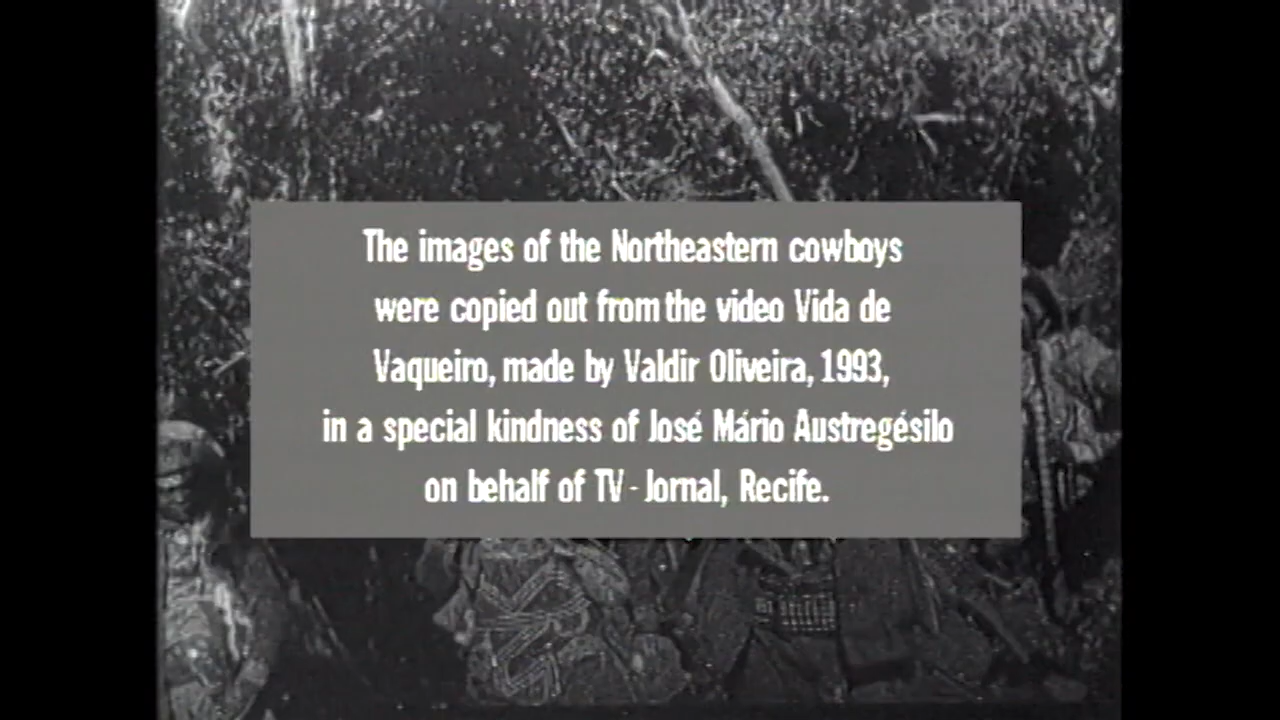 The images of the Northeastern cowboys
were copied out from the video Vida de
Vaqueiro, made by Valdir Oliveira, 1993,
in a special kindness of José Mário Austregésilo
on behalf of TV - Jornal, Recife.